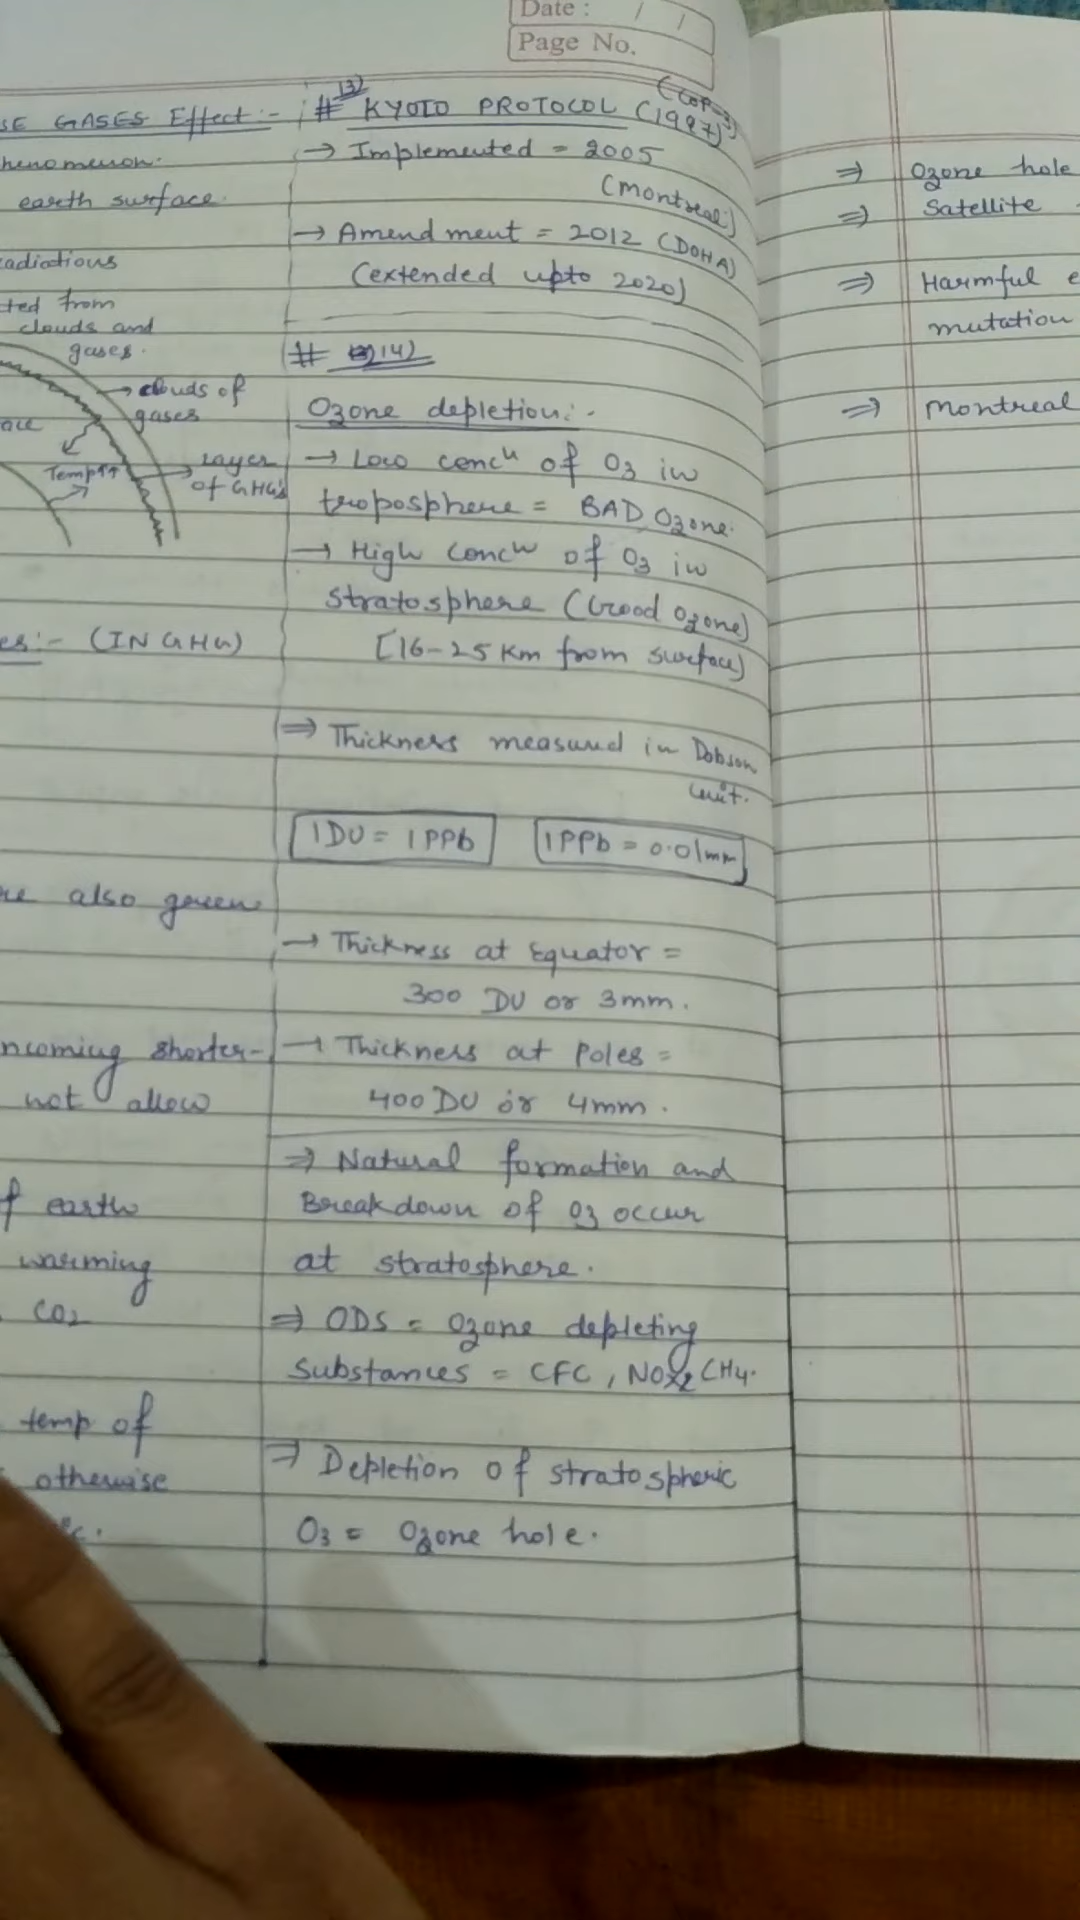 Date : / /
Page No.
SE GASES Effect :-
henomenon.
earth surface.
adiations
ted from
clouds and
gases.
clouds of
gases
ace
Temp↑↑
layer
of GHG's
es :- (IN GHG)
re also green
ncoming shorter-
not allow
f earth
warming
CO2
temp of
otherwise
# 13) KYOTO PROTOCOL (1997) (COP-3)
→ Implemented = 2005
(Montreal)
→ Amendment = 2012 (DOHA)
(extended upto 2020)
# 14)
Ozone depletion :-
→ Low concn of O3 in
troposphere = BAD Ozone.
→ High concn of O3 in
stratosphere (Good Ozone)
[16-25 Km from surface)
⇒ Thickness measured in Dobson
unit.
1DU = 1PPb
1PPb = 0.01mm
→ Thickness at Equator =
300 DU or 3mm.
→ Thickness at Poles =
400 DU or 4mm.
⇒ Natural formation and
Breakdown of O3 occur
at stratosphere.
⇒ ODS = Ozone depleting
Substances = CFC, NOx, CH4.
⇒ Depletion of stratospheric
O3 = Ozone hole.
⇒ Ozone hole
⇒ Satellite
⇒ Harmful e
mutation
⇒ Montreal